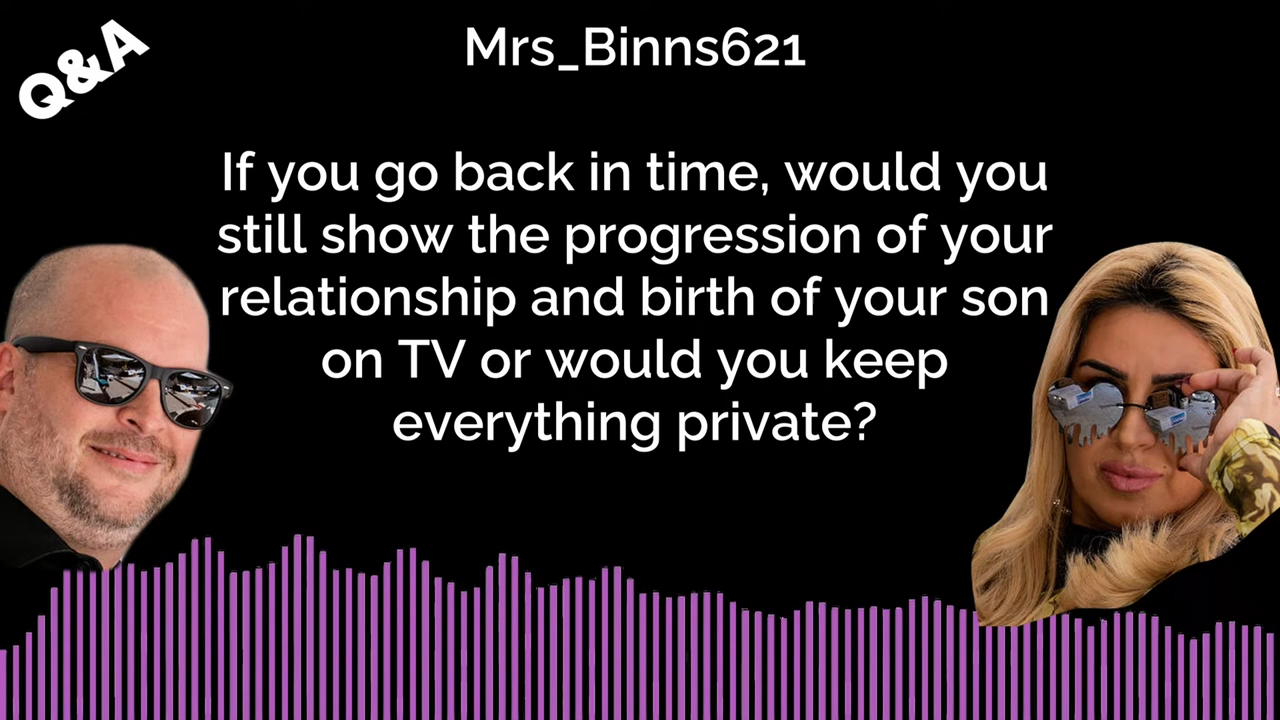 Q&A
Mrs_Binns621
If you go back in time, would you
still show the progression of your
relationship and birth of your son
on TV or would you keep
everything private?